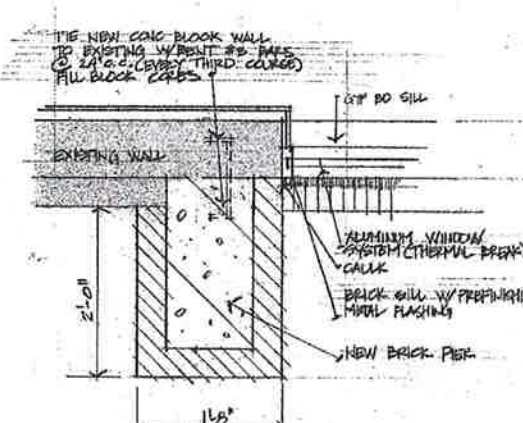 TIE NEW CONC BLOCK WALL
TO EXISTING W/BENT #3 BARS
@ 24" O.C. (EVERY THIRD COURSE)
FILL BLOCK CORES
GYP BD SILL
EXISTING WALL
ALUMINUM WINDOW
SYSTEM (THERMAL BREAK
CAULK
BRICK SILL W/ PREFINISH
METAL FLASHING
NEW BRICK PIER
2'-0"
1'-8"